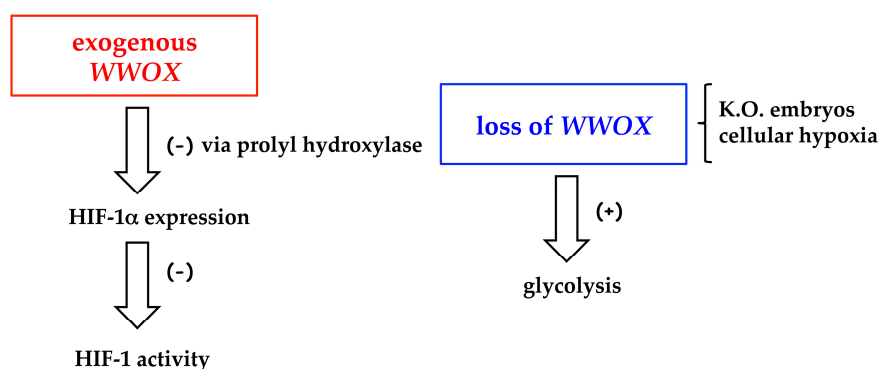 exogenous
WWOX
(-) via prolyl hydroxylase
HIF-1α expression
(-)
HIF-1 activity
loss of WWOX
K.O. embryos
cellular hypoxia
(+)
glycolysis